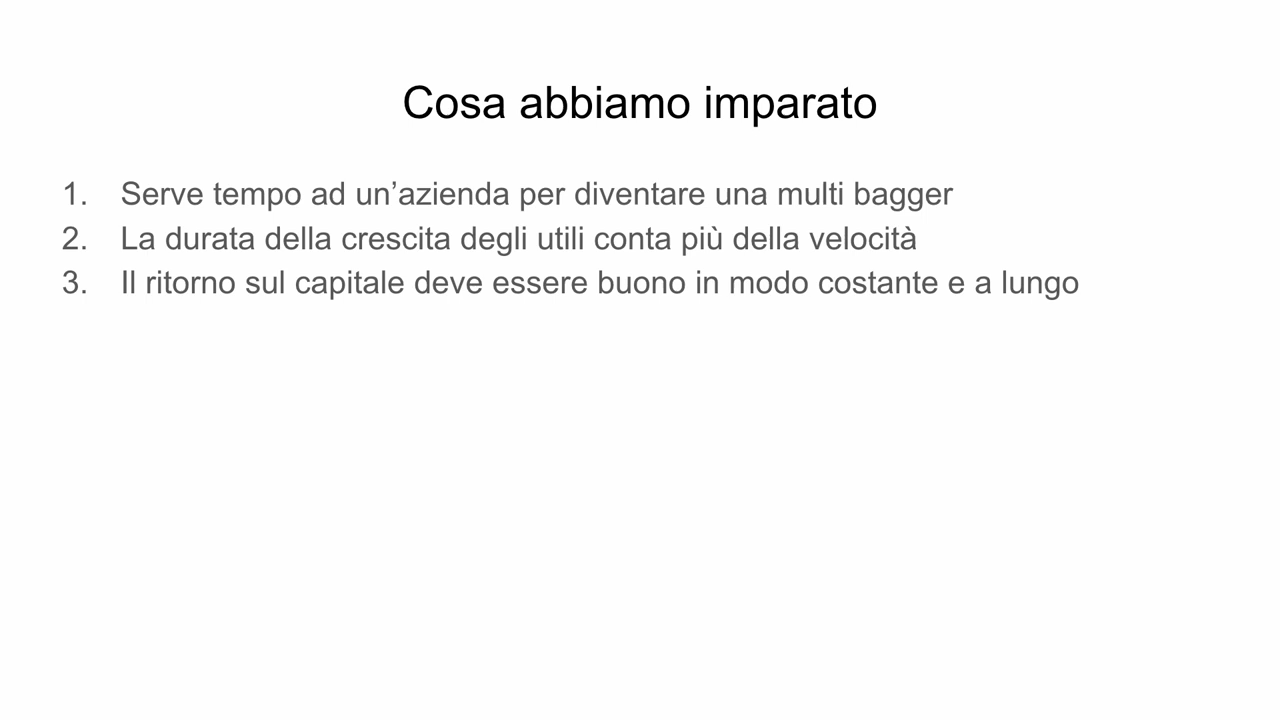 Cosa abbiamo imparato
1. Serve tempo ad un’azienda per diventare una multi bagger
2. La durata della crescita degli utili conta più della velocità
3. Il ritorno sul capitale deve essere buono in modo costante e a lungo